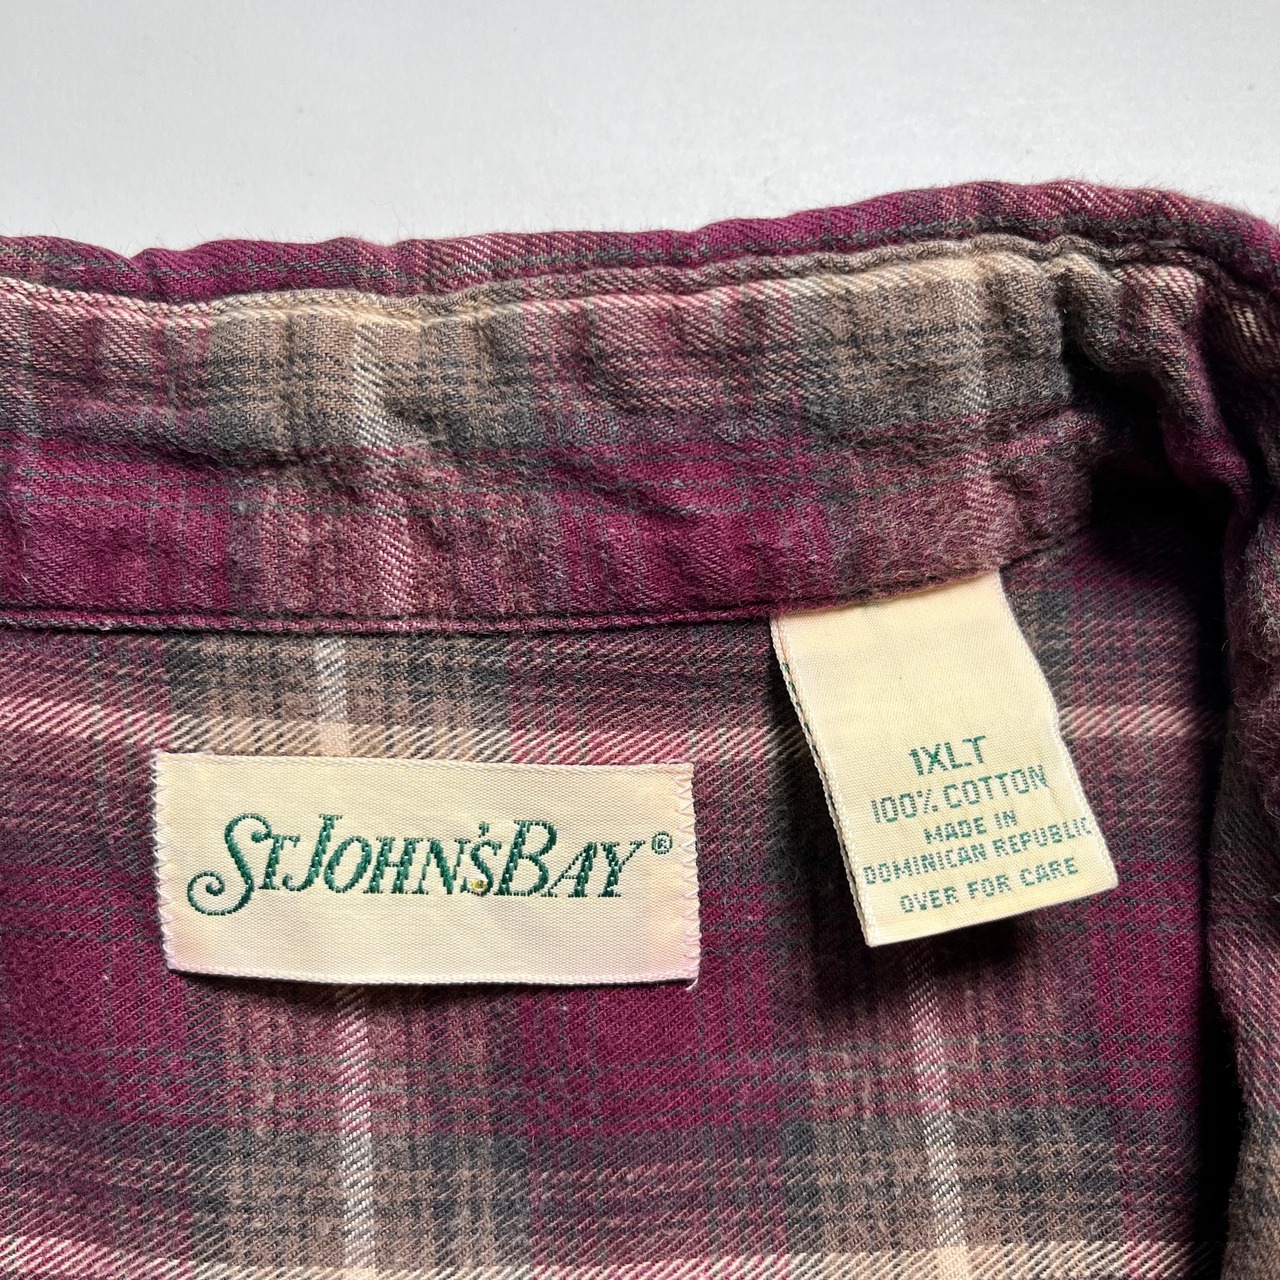 ST JOHN'S BAY®
1XLT
100% COTTON
MADE IN
DOMINICAN REPUBLIC
OVER FOR CARE